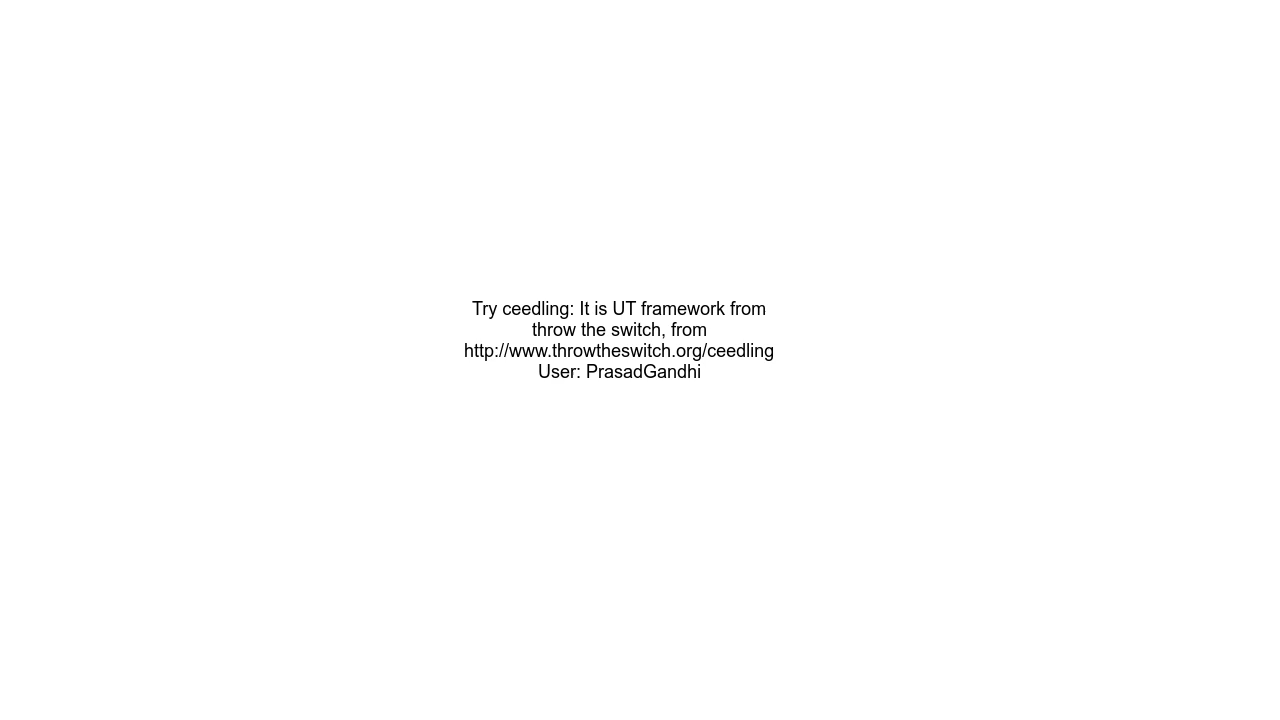 Try ceedling: It is UT framework from
throw the switch, from
http://www.throwtheswitch.org/ceedling
User: PrasadGandhi